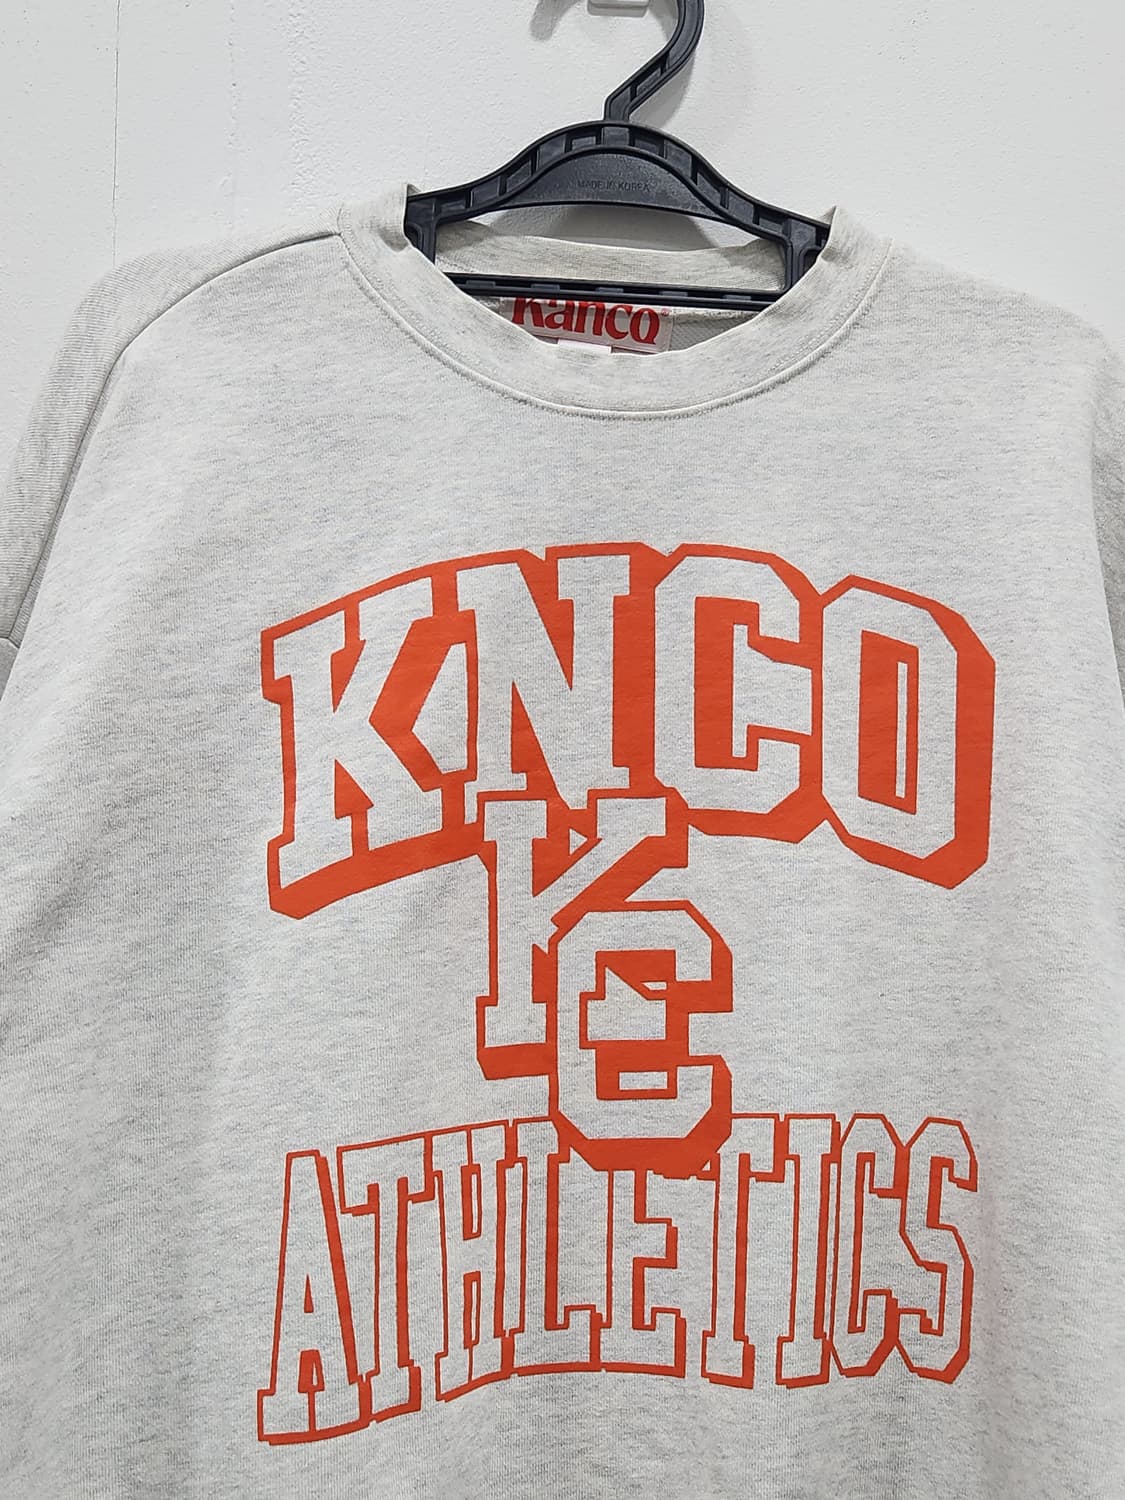 MADE IN KOREA
Kanco®
KNCO
KC
ATHLETICS